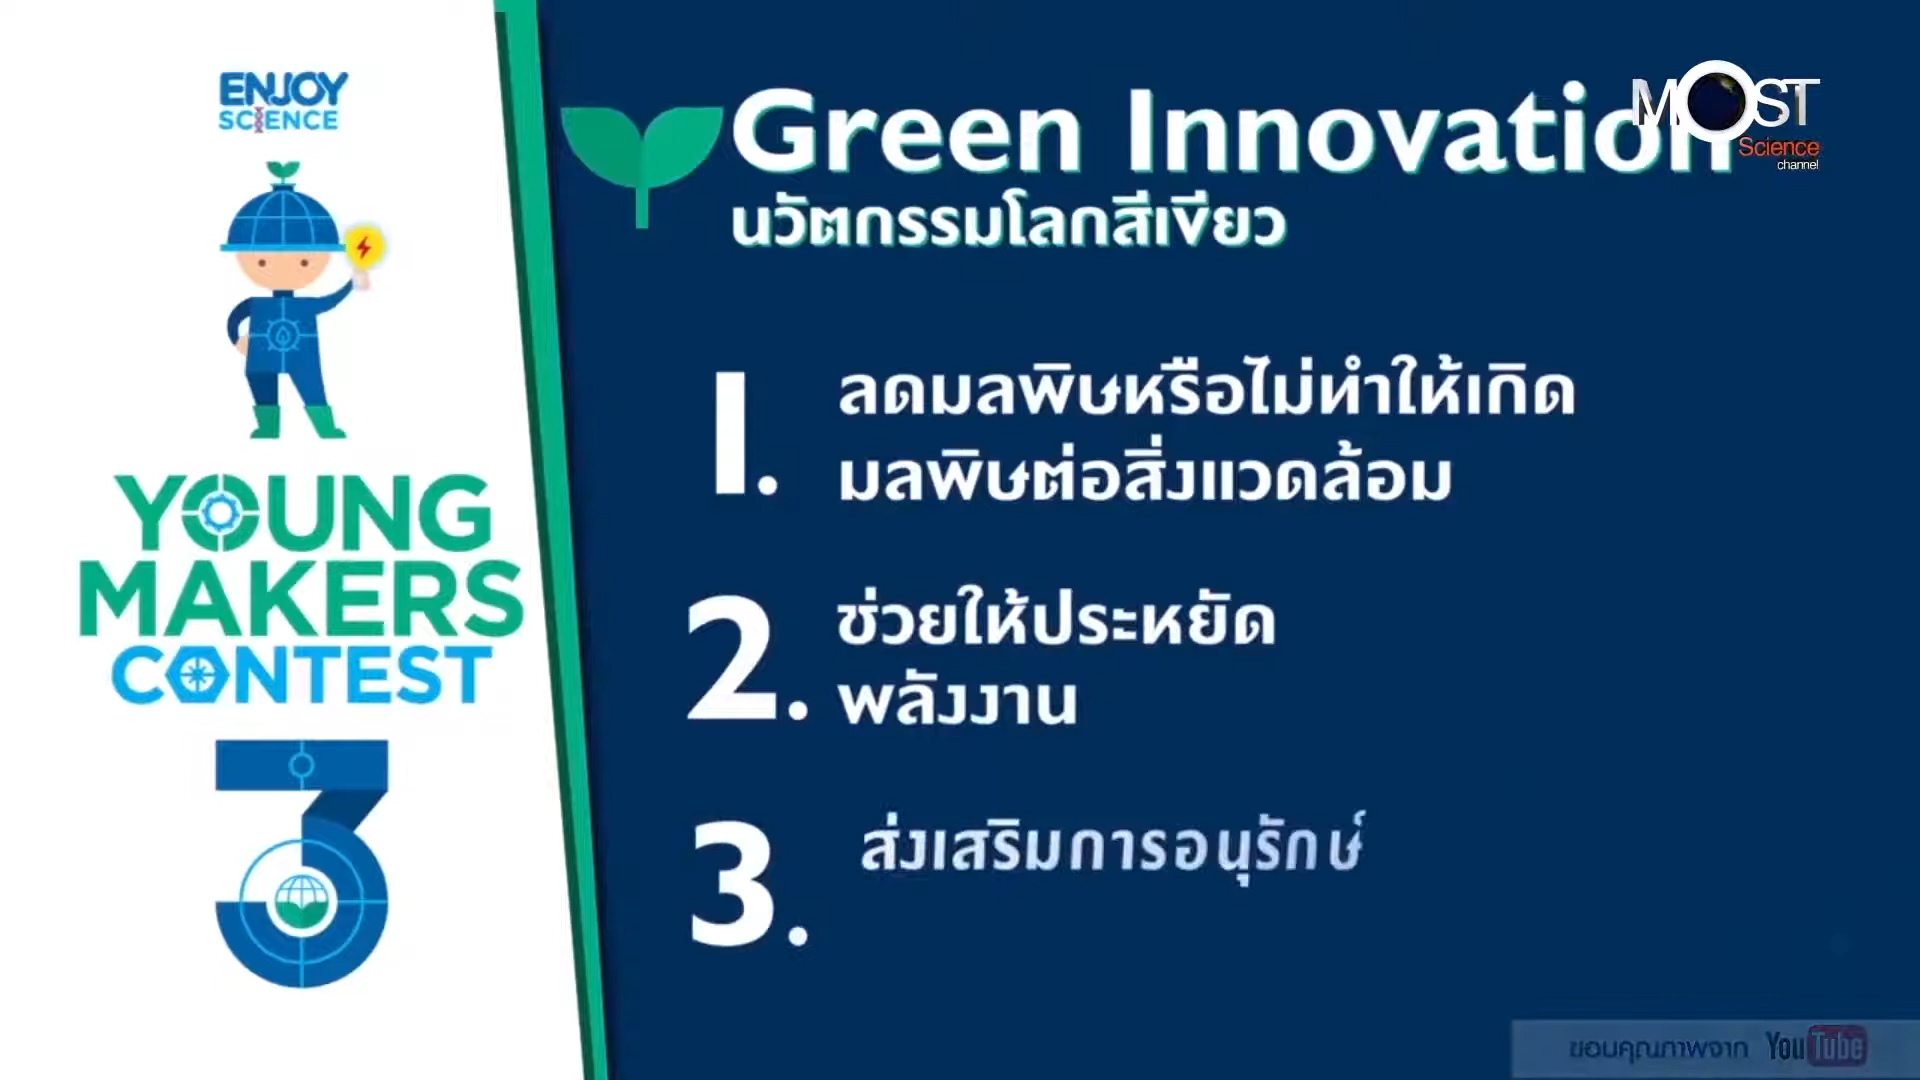 ENJOY
SCIENCE
YOUNG
MAKERS
CONTEST
3
Green Innovation
นวัตกรรมโลกสีเขียว
MOST
Science
channel
1. ลดมลพิษหรือไม่ทำให้เกิด
มลพิษต่อสิ่งแวดล้อม
2. ช่วยให้ประหยัด
พลังงาน
3. ส่งเสริมการอนุรักษ์
ขอบคุณภาพจาก YouTube